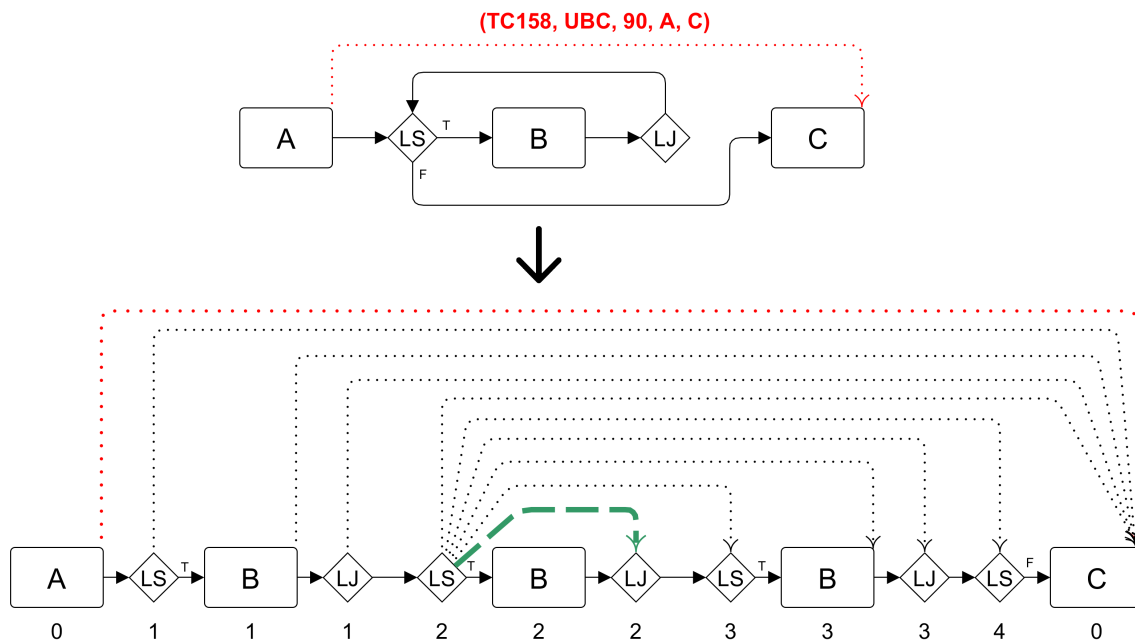 (TC158, UBC, 90, A, C)
A LS T B LJ C
F
A LS T B LJ LS T B LJ LS T B LJ LS F C
0 1 1 1 2 2 2 3 3 3 4 0